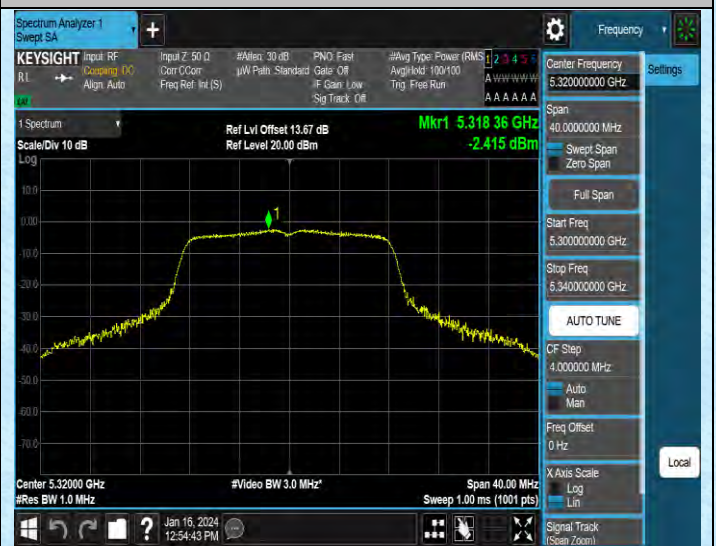 Spectrum Analyzer 1
Swept SA
+
Frequency
KEYSIGHT
RL
Input: RF
Coupling: DC
Align: Auto
Input Z: 50 Ω
Corr CCorr
Freq Ref: Int (S)
#Atten: 30 dB
µW Path: Standard
PNO: Fast
Gate: Off
IF Gain: Low
Sig Track: Off
#Avg Type: Power (RMS)
Avg|Hold: 100/100
Trig: Free Run
1 2 3 4 5 6
A W W W W W
A A A A A A
1 Spectrum
Scale/Div 10 dB
Ref Lvl Offset 13.67 dB
Ref Level 20.00 dBm
Mkr1 5.318 36 GHz
-2.415 dBm
Log
10.0
0.00
-10.0
-20.0
-30.0
-40.0
-50.0
-60.0
-70.0
1
Center 5.32000 GHz
#Res BW 1.0 MHz
#Video BW 3.0 MHz*
Span 40.00 MHz
Sweep 1.00 ms (1001 pts)
Jan 16, 2024
12:54:43 PM
?
Center Frequency
5.320000000 GHz
Settings
Span
40.0000000 MHz
Swept Span
Zero Span
Full Span
Start Freq
5.300000000 GHz
Stop Freq
5.340000000 GHz
AUTO TUNE
CF Step
4.000000 MHz
Auto
Man
Freq Offset
0 Hz
X Axis Scale
Log
Lin
Local
Signal Track
(Span Zoom)